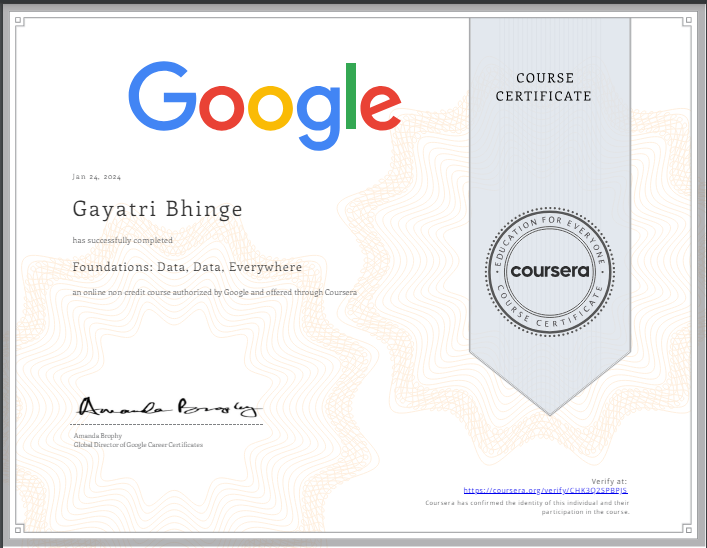 Google
COURSE
CERTIFICATE
Jan 24, 2024
Gayatri Bhinge
has successfully completed
Foundations: Data, Data, Everywhere
an online non credit course authorized by Google and offered through Coursera
EDUCATION FOR EVERYONE
coursera
COURSE CERTIFICATE
Amanda Brophy
Amanda Brophy
Global Director of Google Career Certificates
Verify at:
https://coursera.org/verify/CHK3Q2SPBPJS
Coursera has confirmed the identity of this individual and their
participation in the course.